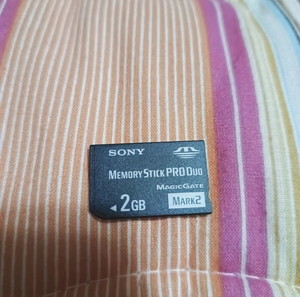 SONY
MEMORY STICK PRO DUO
MAGICGATE
2GB MARK2